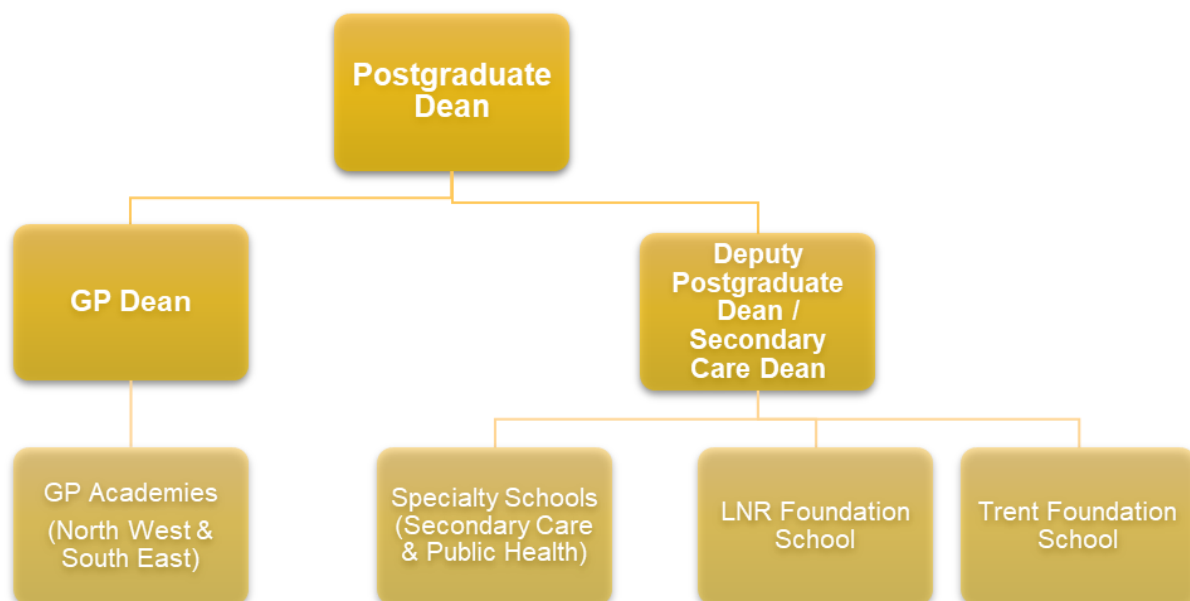 Postgraduate
Dean
GP Dean
Deputy
Postgraduate
Dean /
Secondary
Care Dean
GP Academies
(North West &
South East)
Specialty Schools
(Secondary Care
& Public Health)
LNR Foundation
School
Trent Foundation
School